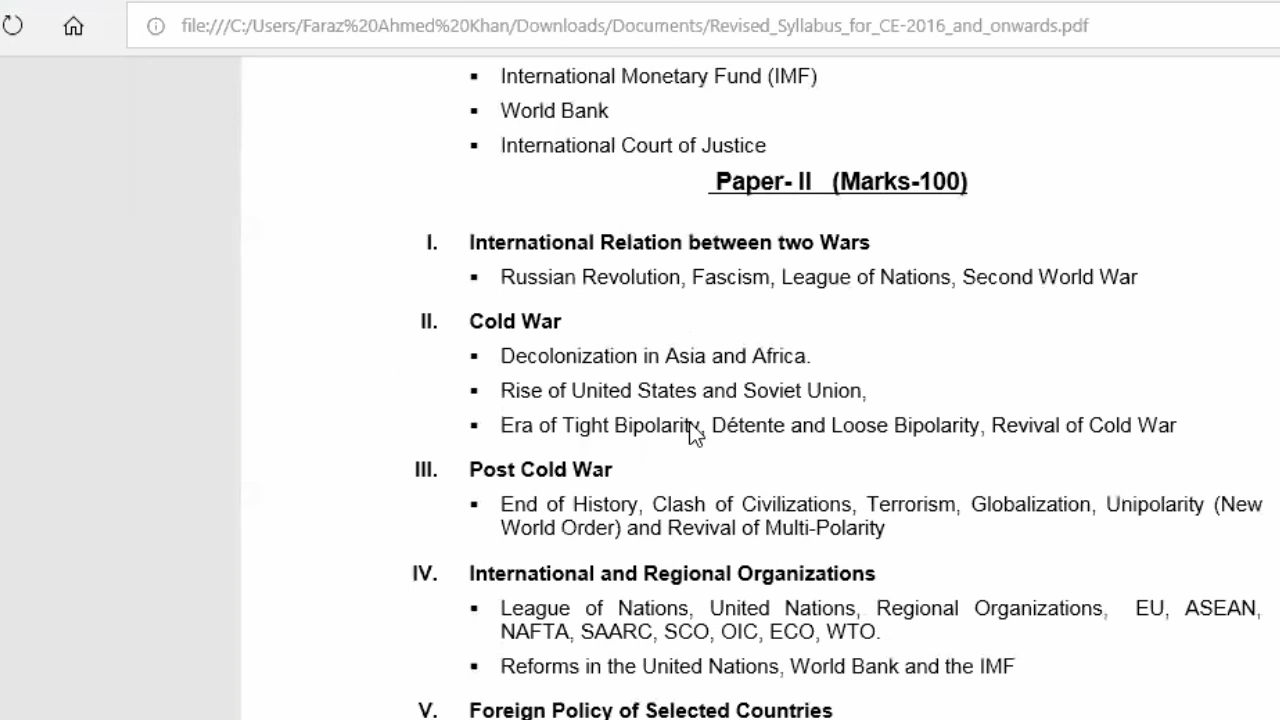 file:///C:/Users/Faraz%20Ahmed%20Khan/Downloads/Documents/Revised_Syllabus_for_CE-2016_and_onwards.pdf
▪ International Monetary Fund (IMF)
▪ World Bank
▪ International Court of Justice
Paper- II (Marks-100)
I. International Relation between two Wars
▪ Russian Revolution, Fascism, League of Nations, Second World War
II. Cold War
▪ Decolonization in Asia and Africa.
▪ Rise of United States and Soviet Union,
▪ Era of Tight Bipolarity, Détente and Loose Bipolarity, Revival of Cold War
III. Post Cold War
▪ End of History, Clash of Civilizations, Terrorism, Globalization, Unipolarity (New
World Order) and Revival of Multi-Polarity
IV. International and Regional Organizations
▪ League of Nations, United Nations, Regional Organizations, EU, ASEAN,
NAFTA, SAARC, SCO, OIC, ECO, WTO.
▪ Reforms in the United Nations, World Bank and the IMF
V. Foreign Policy of Selected Countries